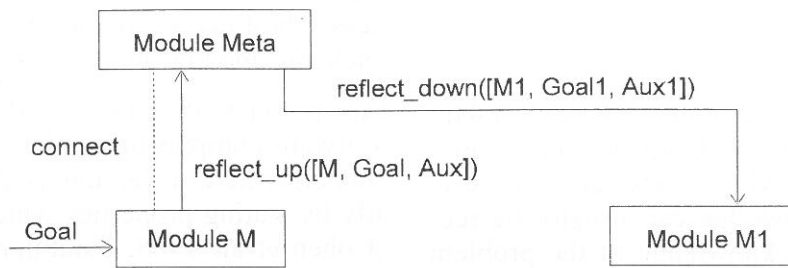 Module Meta
reflect_down([M1, Goal1, Aux1])
connect
reflect_up([M, Goal, Aux])
Goal
Module M
Module M1